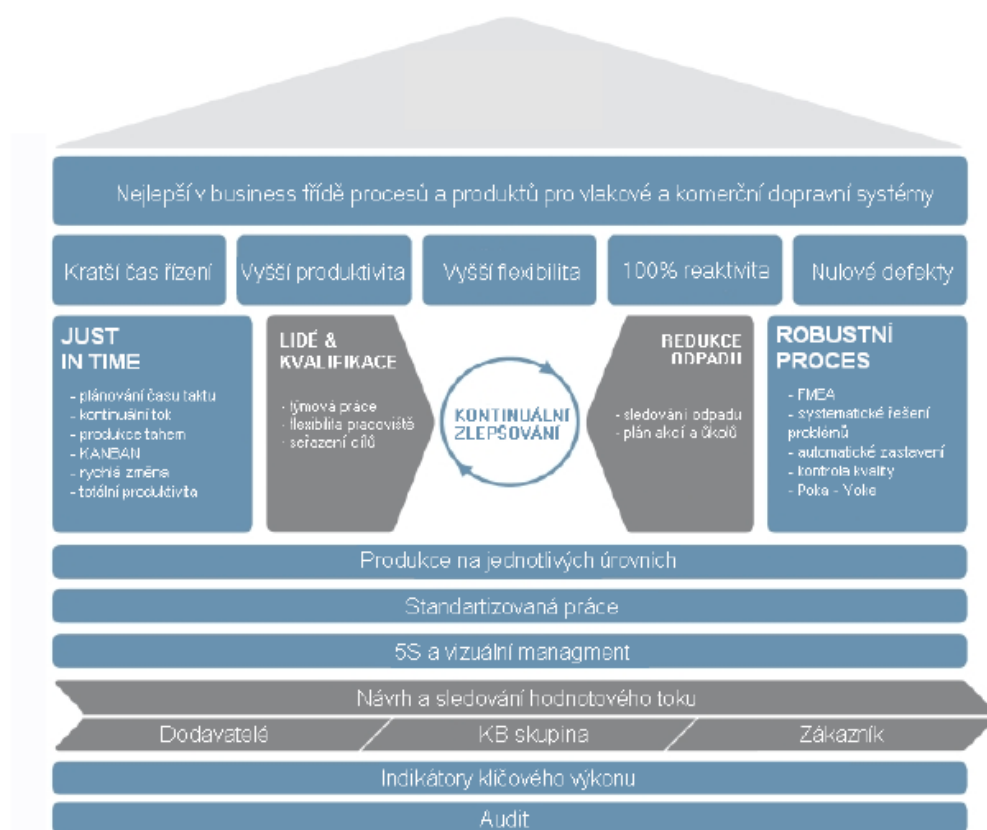 Nejlepší v business třídě procesů a produktů pro vlakové a komerční dopravní systémy
Kratší čas řízení
Vyšší produktivita
Vyšší flexibilita
100% reaktivita
Nulové defekty
JUST
IN TIME
- plánování času taktu
- kontinuální tok
- produkce tahem
- KANBAN
- rychlá změna
- totální produktivita
LIDÉ &
KVALIFIKACE
- týmová práce
- flexibilita pracoviště
- seřazení cílů
KONTINUÁLNÍ
ZLEPŠOVÁNÍ
REDUKCE
ODPADU
- sledování odpadu
- plán akcí a úkolů
ROBUSTNÍ
PROCES
- FMEA
- systematické řešení
problémů
- automatické zastavení
- kontrola kvality
- Poka - Yoke
Produkce na jednotlivých úrovních
Standartizovaná práce
5S a vizuální managment
Návrh a sledování hodnotového toku
Dodavatelé
KB skupina
Zákazník
Indikátory klíčového výkonu
Audit